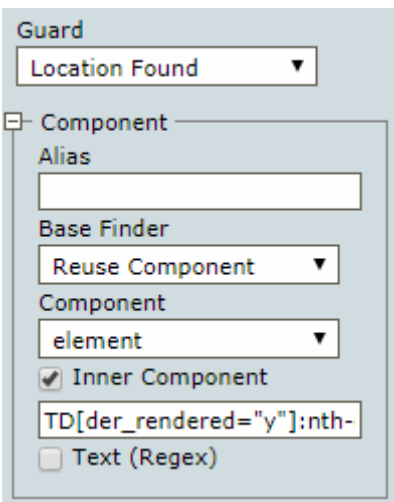 Guard
Location Found
Component
Alias
Base Finder
Reuse Component
Component
element
Inner Component
TD[der_rendered="y"]:nth-
Text (Regex)